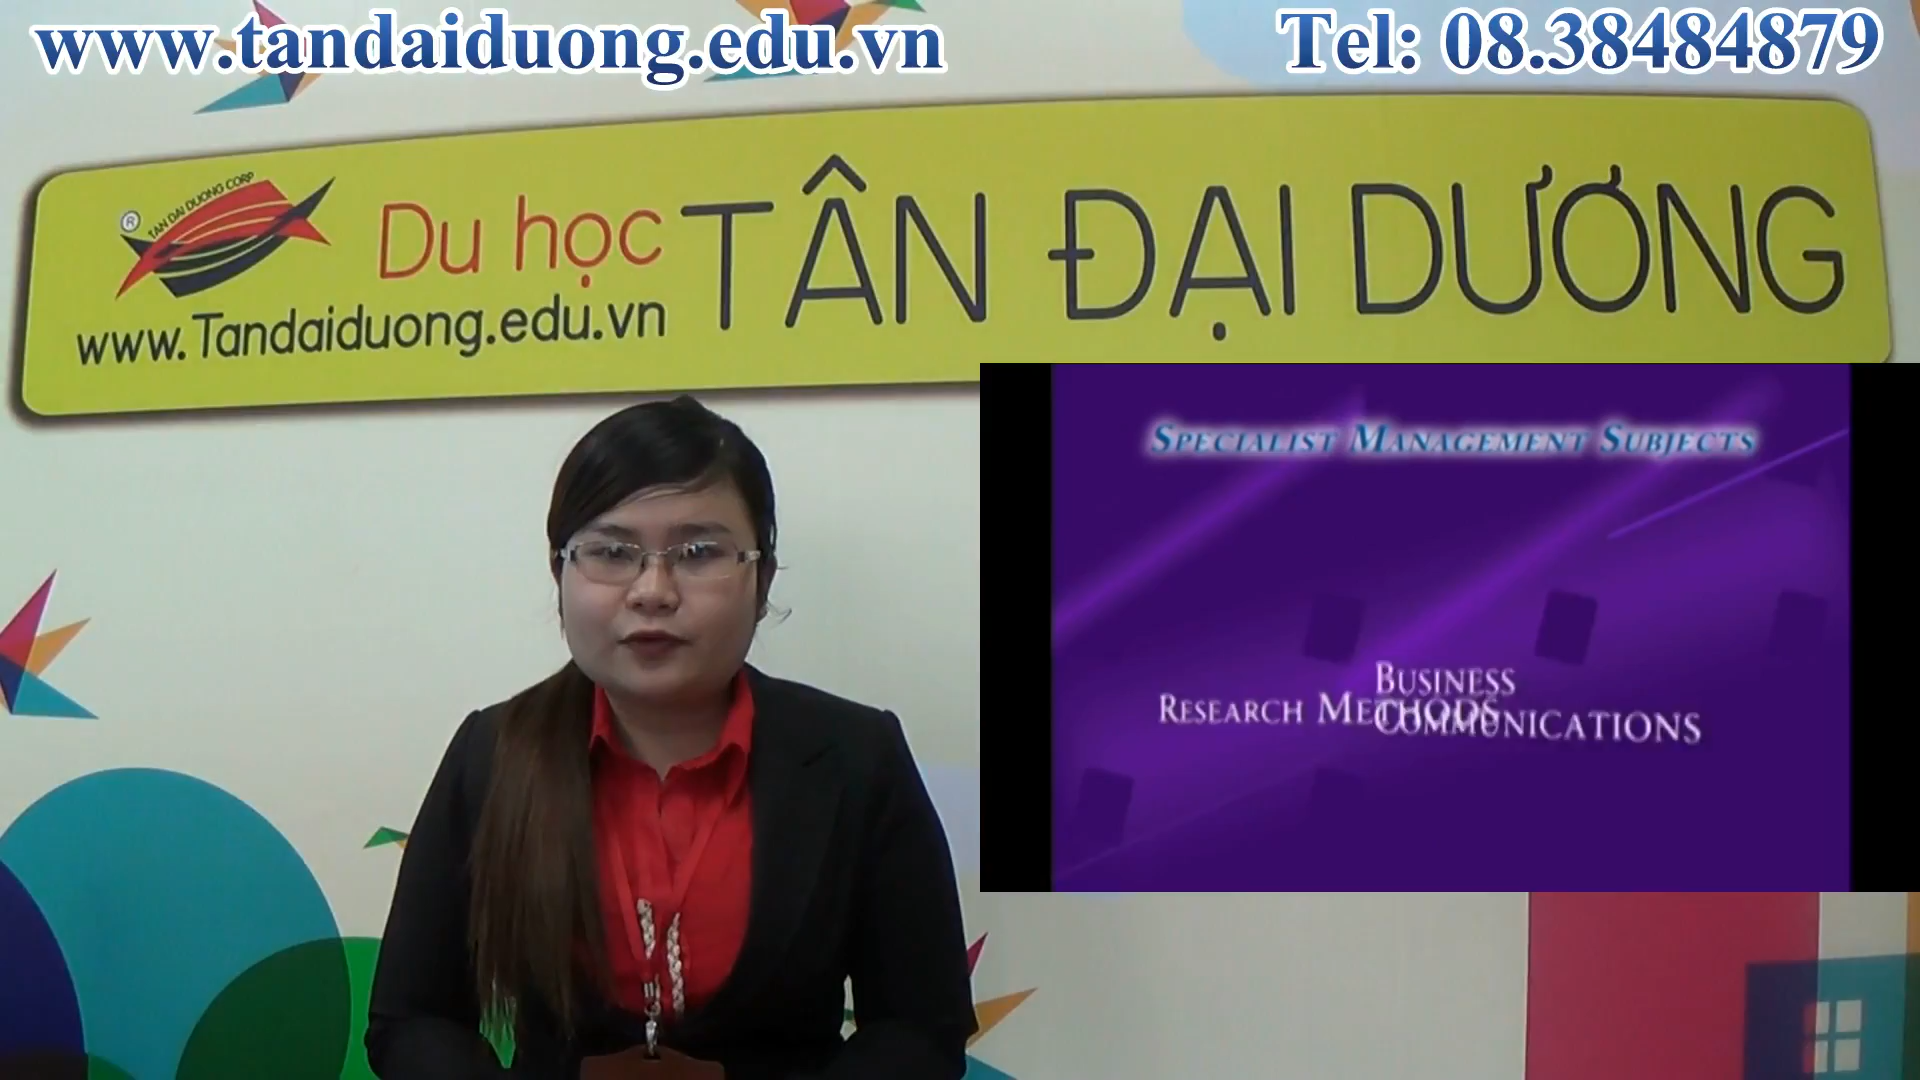 www.tandaiduong.edu.vn
Tel: 08.38484879
® TAN DAI DUONG CORP
Du học TÂN ĐẠI DƯƠNG
www.Tandaiduong.edu.vn
SPECIALIST MANAGEMENT SUBJECTS
BUSINESS
RESEARCH METHODS
COMMUNICATIONS